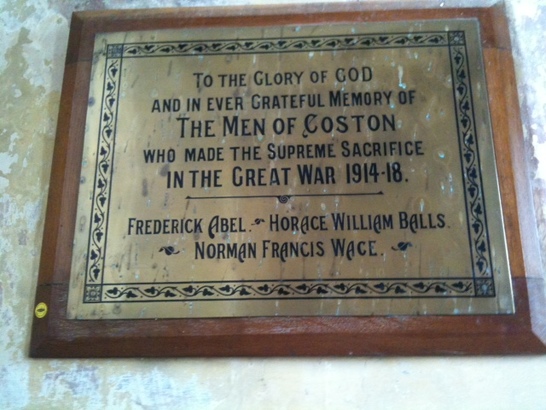 TO THE GLORY OF GOD
AND IN EVER GRATEFUL MEMORY OF
THE MEN OF COSTON
WHO MADE THE SUPREME SACRIFICE
IN THE GREAT WAR 1914-18.
FREDERICK ABEL. HORACE WILLIAM BALLS.
NORMAN FRANCIS WACE.